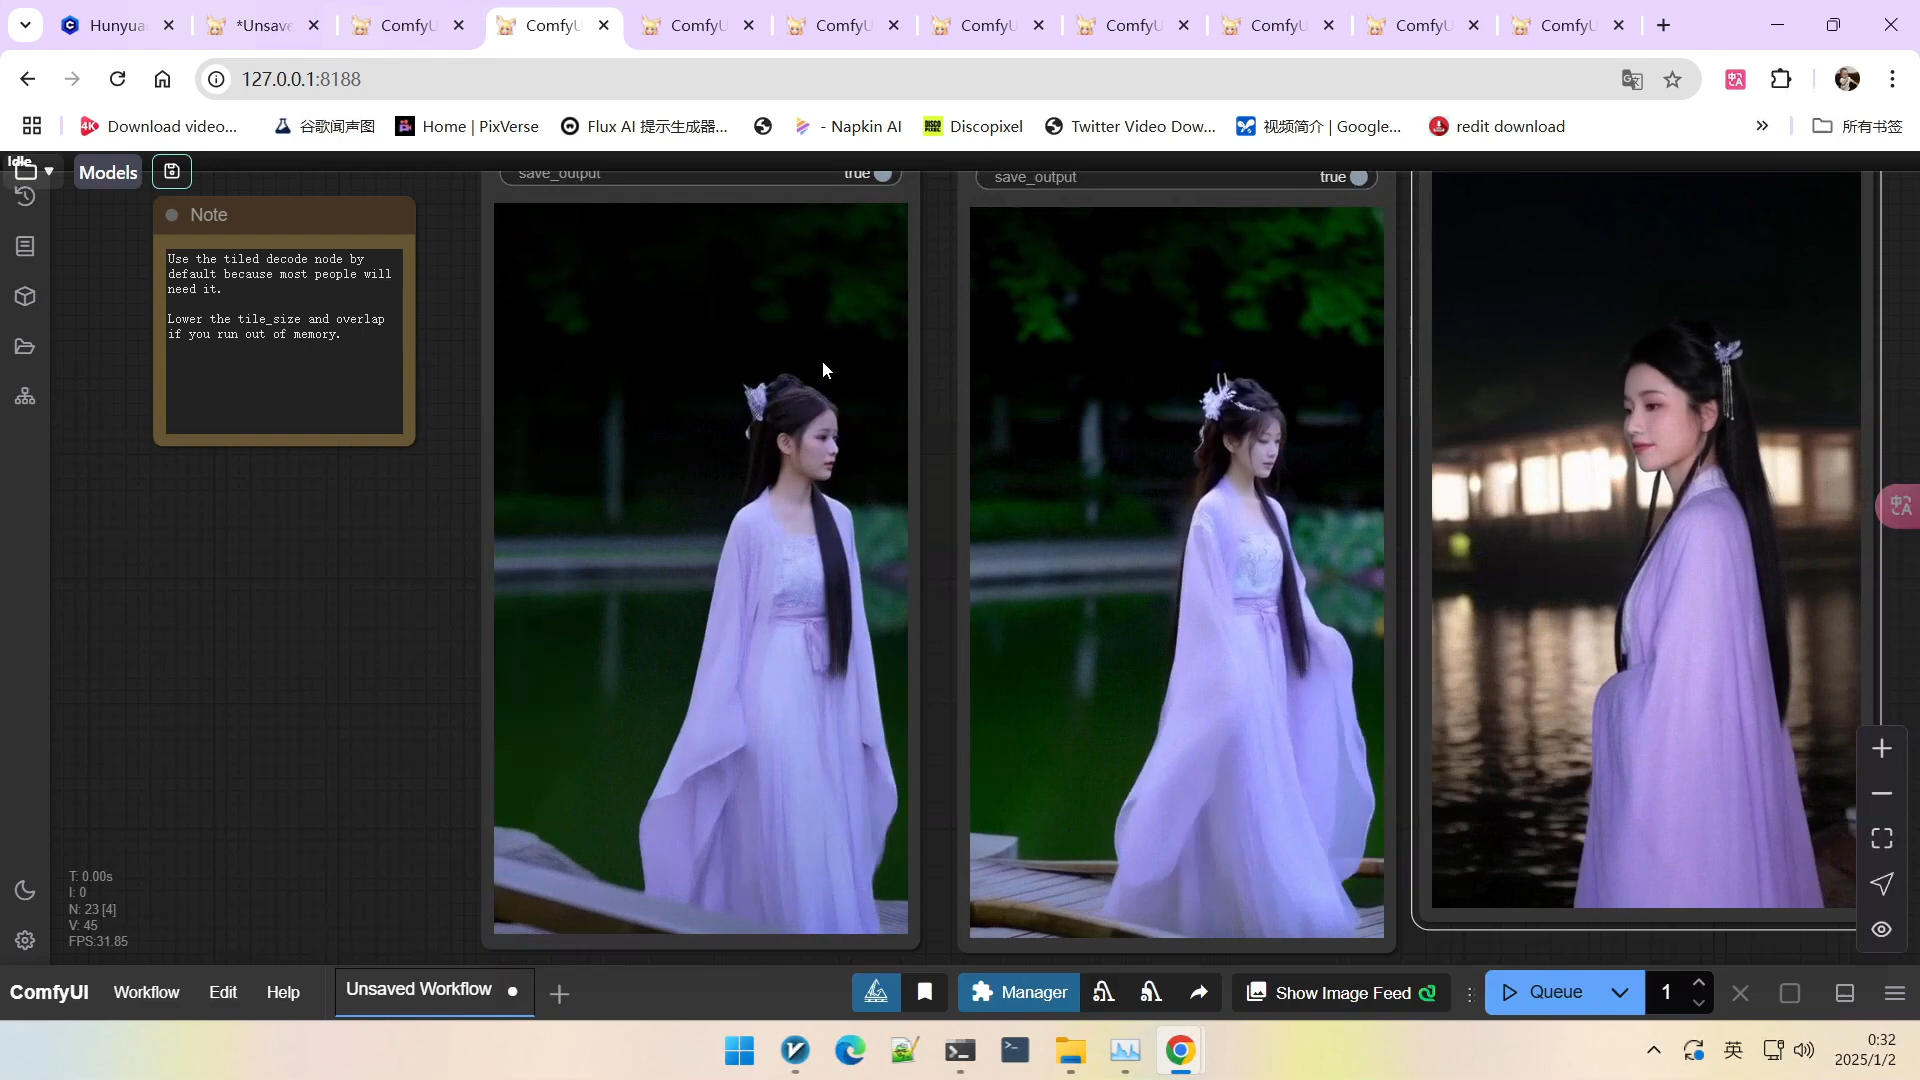 Hunyua
*Unsave
ComfyU
ComfyU
ComfyU
ComfyU
ComfyU
ComfyU
ComfyU
ComfyU
ComfyU
127.0.0.1:8188
Download video...
谷歌闻声图
Home | PixVerse
Flux AI 提示生成器...
- Napkin AI
Discopixel
Twitter Video Dow...
视频简介 | Google...
redit download
所有书签
Idle
Models
save_output
true
save_output
true
Note
Use the tiled decode node by
default because most people will
need it.
Lower the tile_size and overlap
if you run out of memory.
T: 0.00s
I: 0
N: 23 [4]
V: 45
FPS:31.85
ComfyUI
Workflow
Edit
Help
Unsaved Workflow
Manager
Show Image Feed
Queue
1
英
0:32
2025/1/2